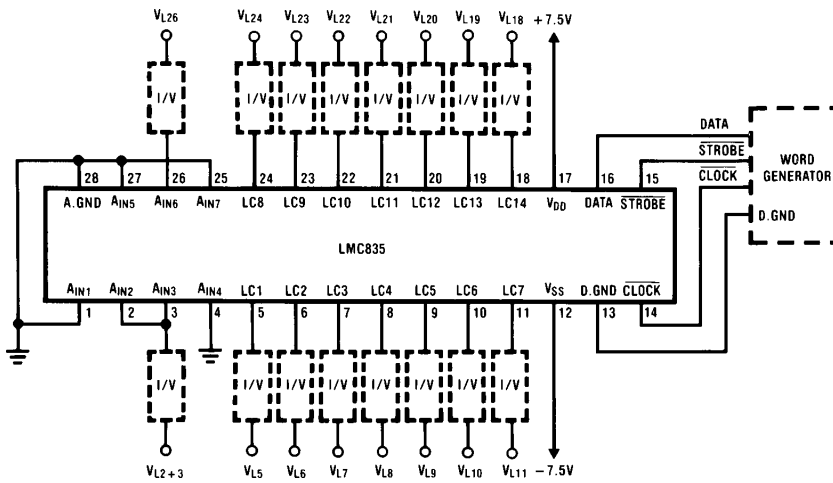 VL26 VL24 VL23 VL22 VL21 VL20 VL19 VL18 +7.5V
I/V I/V I/V I/V I/V I/V I/V I/V
DATA
STROBE
CLOCK
WORD
GENERATOR
D.GND
28 27 26 25 24 23 22 21 20 19 18 17 16 15
A.GND AIN5 AIN6 AIN7 LC8 LC9 LC10 LC11 LC12 LC13 LC14 VDD DATA STROBE
LMC835
AIN1 AIN2 AIN3 AIN4 LC1 LC2 LC3 LC4 LC5 LC6 LC7 VSS D.GND CLOCK
1 2 3 4 5 6 7 8 9 10 11 12 13 14
I/V I/V I/V I/V I/V I/V I/V I/V
VL2+3 VL5 VL6 VL7 VL8 VL9 VL10 VL11 -7.5V